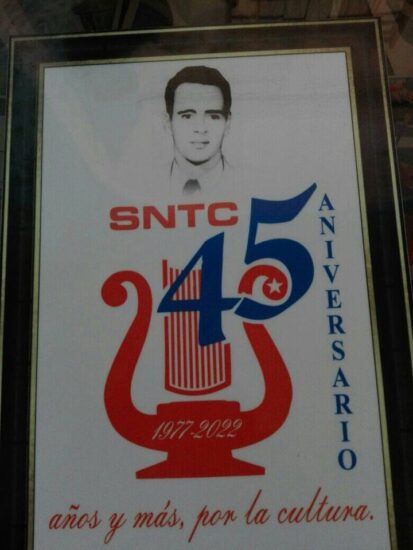 SNTC
45
ANIVERSARIO
1977-2022
años y más, por la cultura.